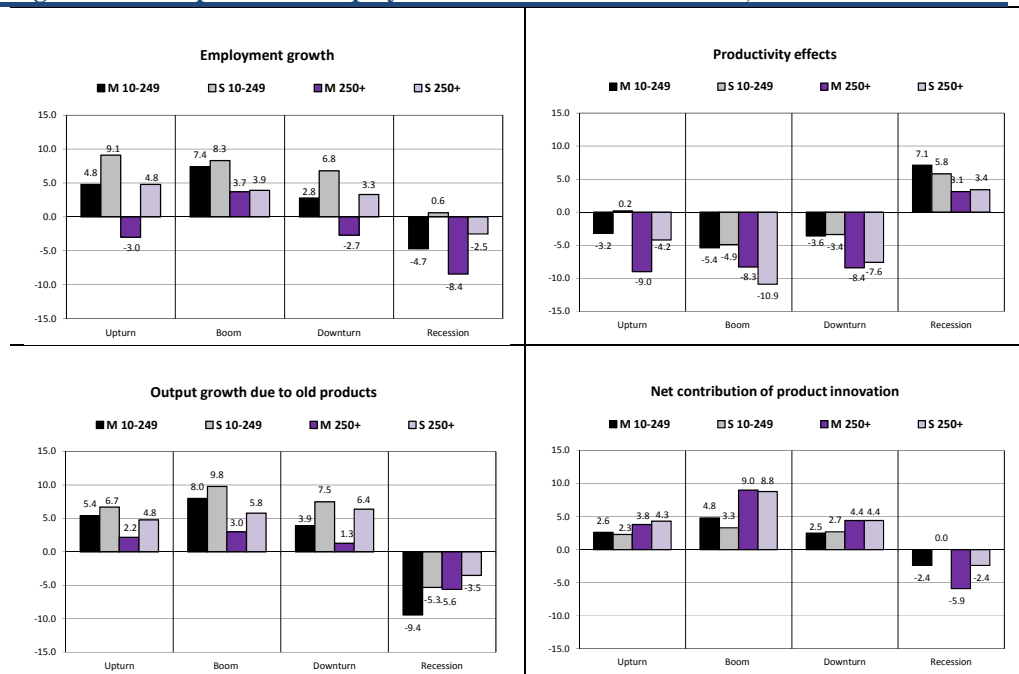 Employment growth
M 10-249 S 10-249 M 250+ S 250+
15.0
10.0
5.0
0.0
-5.0
-10.0
-15.0
4.8 9.1 -3.0 4.8
7.4 8.3 3.7 3.9
2.8 6.8 -2.7 3.3
-4.7 0.6 -8.4 -2.5
Upturn Boom Downturn Recession
Productivity effects
M 10-249 S 10-249 M 250+ S 250+
15.0
10.0
5.0
0.0
-5.0
-10.0
-15.0
-3.2 0.2 -9.0 -4.2
-5.4 -4.9 -8.3 -10.9
-3.6 -3.4 -8.4 -7.6
7.1 5.8 3.1 3.4
Upturn Boom Downturn Recession
Output growth due to old products
M 10-249 S 10-249 M 250+ S 250+
15.0
10.0
5.0
0.0
-5.0
-10.0
-15.0
5.4 6.7 2.2 4.8
8.0 9.8 3.0 5.8
3.9 7.5 1.3 6.4
-9.4 -5.3 -5.6 -3.5
Upturn Boom Downturn Recession
Net contribution of product innovation
M 10-249 S 10-249 M 250+ S 250+
15.0
10.0
5.0
0.0
-5.0
-10.0
-15.0
2.6 2.3 3.8 4.3
4.8 3.3 9.0 8.8
2.5 2.7 4.4 4.4
-2.4 0.0 -5.9 -2.4
Upturn Boom Downturn Recession